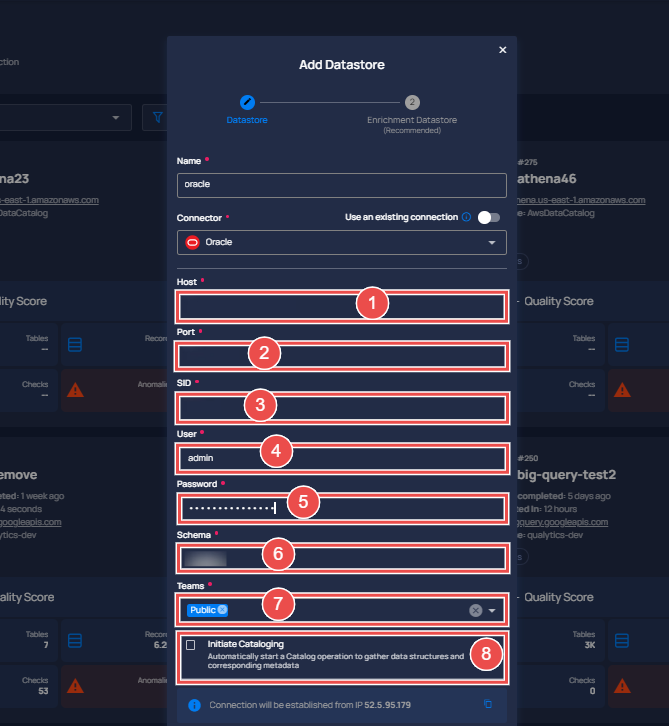 Add Datastore
2
Datastore
Enrichment Datastore
(Recommended)
Name *
oracle
Connector *
Use an existing connection
Oracle
Host *
1
Port *
2
SID *
3
User *
4
admin
Password *
5
Schema *
6
Teams *
7
Public
Initiate Cataloging
8
Automatically start a Catalog operation to gather data structures and
corresponding metadata
Connection will be established from IP 52.5.95.179
ction
na23
-east-1.amazonaws.com
DataCatalog
lity Score
Tables
—
Recor
Checks
—
Anomali
emove
eted: 1 week ago
4 seconds
googleapis.com
lytics-dev
ality Score
Tables
7
Recor
6.2
Checks
53
Anomali
#275
athena46
ena.us-east-1.amazonaws.com
e: AwsDataCatalog
s
- Quality Score
Tables
—
Checks
—
#250
big-query-test2
completed: 5 days ago
ted In: 12 hours
query.googleapis.com
e: qualytics-dev
s
- Quality Score
Tables
3K
Checks
0